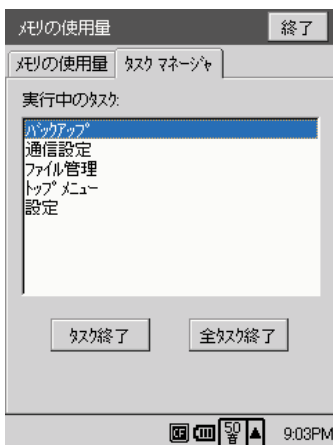 ﾒﾓﾘの使用量 終了
ﾒﾓﾘの使用量 ﾀｽｸ ﾏﾈｰｼﾞｬ
実行中のﾀｽｸ:
ﾊﾞｯｸｱｯﾌﾟ
通信設定
ﾌｧｲﾙ管理
ﾄｯﾌﾟ ﾒﾆｭｰ
設定
ﾀｽｸ終了 全ﾀｽｸ終了
CF 50音 ▲ 9:03PM